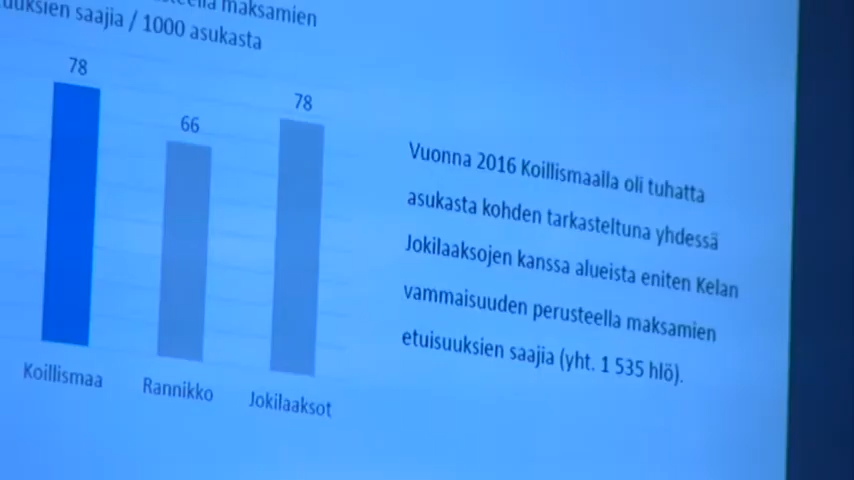 maksamien
saajia / 1000 asukasta
78
66
78
Koillismaa
Rannikko
Jokilaaksot
Vuonna 2016 Koillismaalla oli tuhatta
asukasta kohden tarkasteltuna yhdessä
Jokilaaksojen kanssa alueista eniten Kelan
vammaisuuden perusteella maksamien
etuisuuksien saajia (yht. 1 535 hlö).